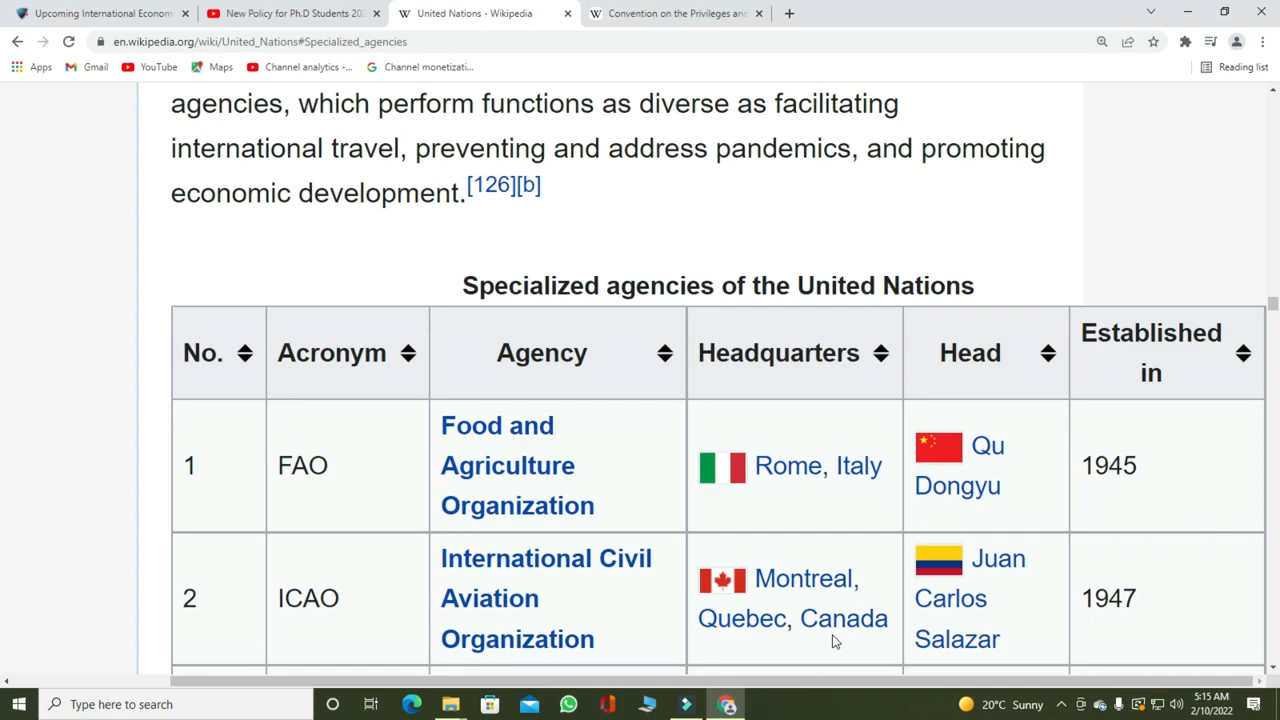 Upcoming International Econom
New Policy for Ph.D Students 202
United Nations - Wikipedia
Convention on the Privileges and
en.wikipedia.org/wiki/United_Nations#Specialized_agencies
Apps
Gmail
YouTube
Maps
Channel analytics -...
Channel monetizati...
Reading list
agencies, which perform functions as diverse as facilitating
international travel, preventing and address pandemics, and promoting
economic development.[126][b]
Specialized agencies of the United Nations
No. Acronym Agency Headquarters Head Established
in
1 FAO Food and
Agriculture
Organization Rome, Italy Qu
Dongyu 1945
2 ICAO International Civil
Aviation
Organization Montreal,
Quebec, Canada Juan
Carlos
Salazar 1947
Type here to search
20°C Sunny
5:15 AM
2/10/2022